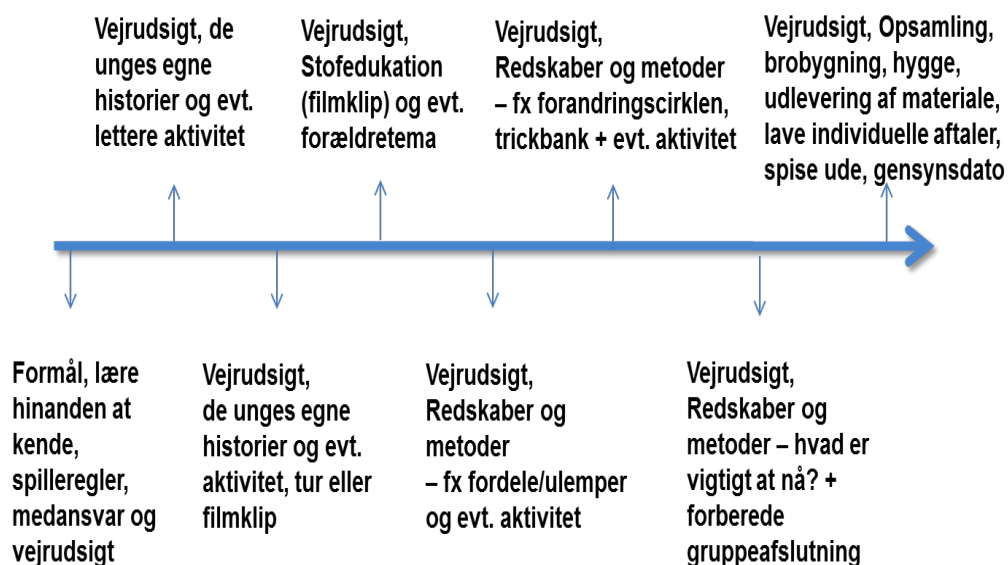 Vejrudsigt, de
unges egne
historier og evt.
lettere aktivitet
Vejrudsigt,
Stofedukation
(filmklip) og evt.
forældretema
Vejrudsigt,
Redskaber og metoder
– fx forandringscirklen,
trickbank + evt. aktivitet
Vejrudsigt, Opsamling,
brobygning, hygge,
udlevering af materiale,
lave individuelle aftaler,
spise ude, gensynsdato
Formål, lære
hinanden at
kende,
spilleregler,
medansvar og
vejrudsigt
Vejrudsigt,
de unges egne
historier og evt.
aktivitet, tur eller
filmklip
Vejrudsigt,
Redskaber og
metoder
– fx fordele/ulemper
og evt. aktivitet
Vejrudsigt,
Redskaber og
metoder – hvad er
vigtigt at nå? +
forberede
gruppeafslutning